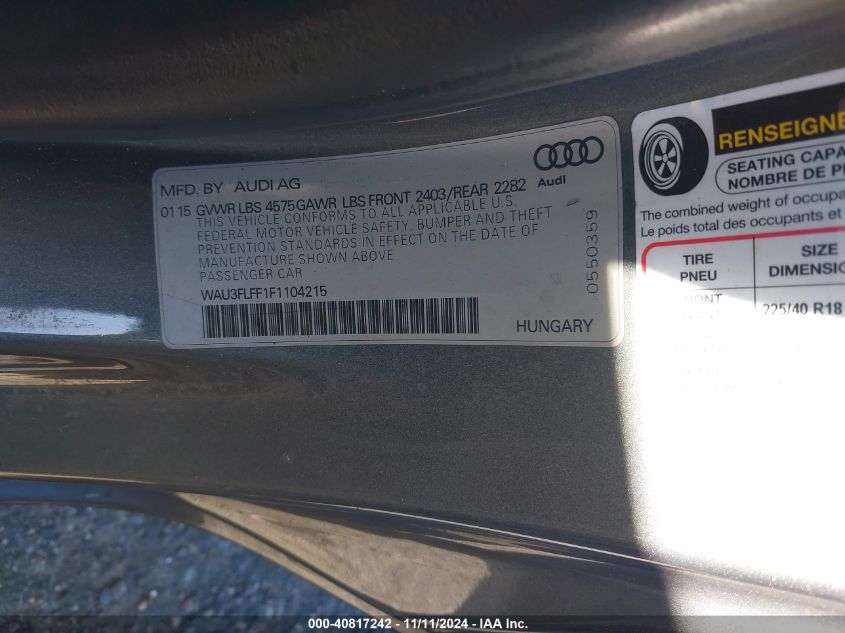 MFD. BY AUDI AG
01 15 GVWR LBS 4575 GAWR LBS FRONT 2403/REAR 2282
THIS VEHICLE CONFORMS TO ALL APPLICABLE U.S.
FEDERAL MOTOR VEHICLE SAFETY, BUMPER AND THEFT
PREVENTION STANDARDS IN EFFECT ON THE DATE OF
MANUFACTURE SHOWN ABOVE
PASSENGER CAR
WAU3FLFF1F1104215
HUNGARY
Audi
0550359
RENSEIGNE
SEATING CAPA
NOMBRE DE P
The combined weight of occupant
Le poids total des occupants et
TIRE
PNEU
SIZE
DIMENSIO
FRONT
225/40 R18
000-40817242 - 11/11/2024 - IAA Inc.